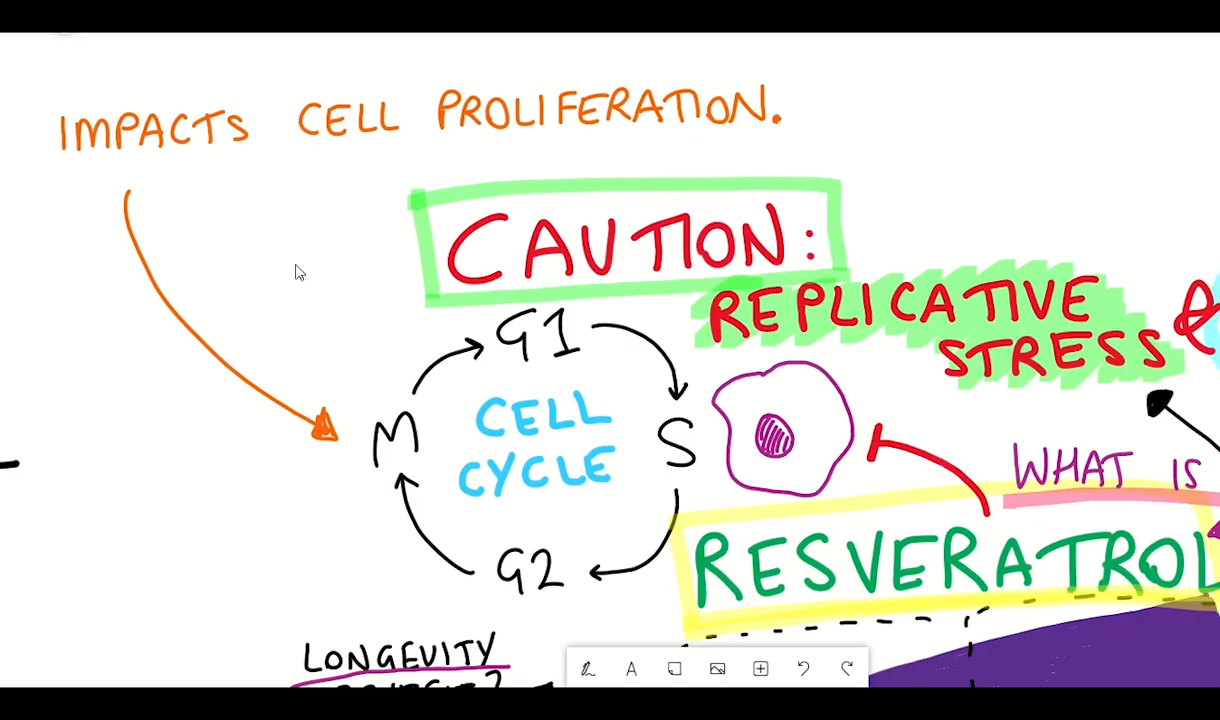 IMPACTS CELL PROLIFERATION.
CAUTION:
REPLICATIVE
STRESS
G1
M
CELL
CYCLE
S
G2
WHAT IS
RESVERATROL
LONGEVITY
A